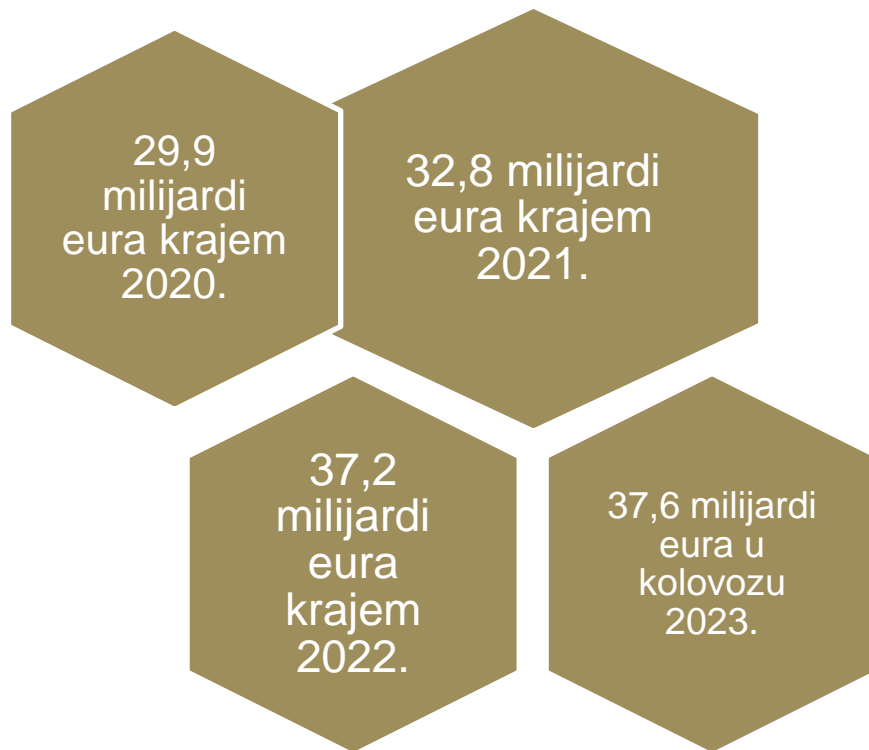 29,9
milijardi
eura krajem
2020.
32,8 milijardi
eura krajem
2021.
37,2
milijardi
eura
krajem
2022.
37,6 milijardi
eura u
kolovozu
2023.